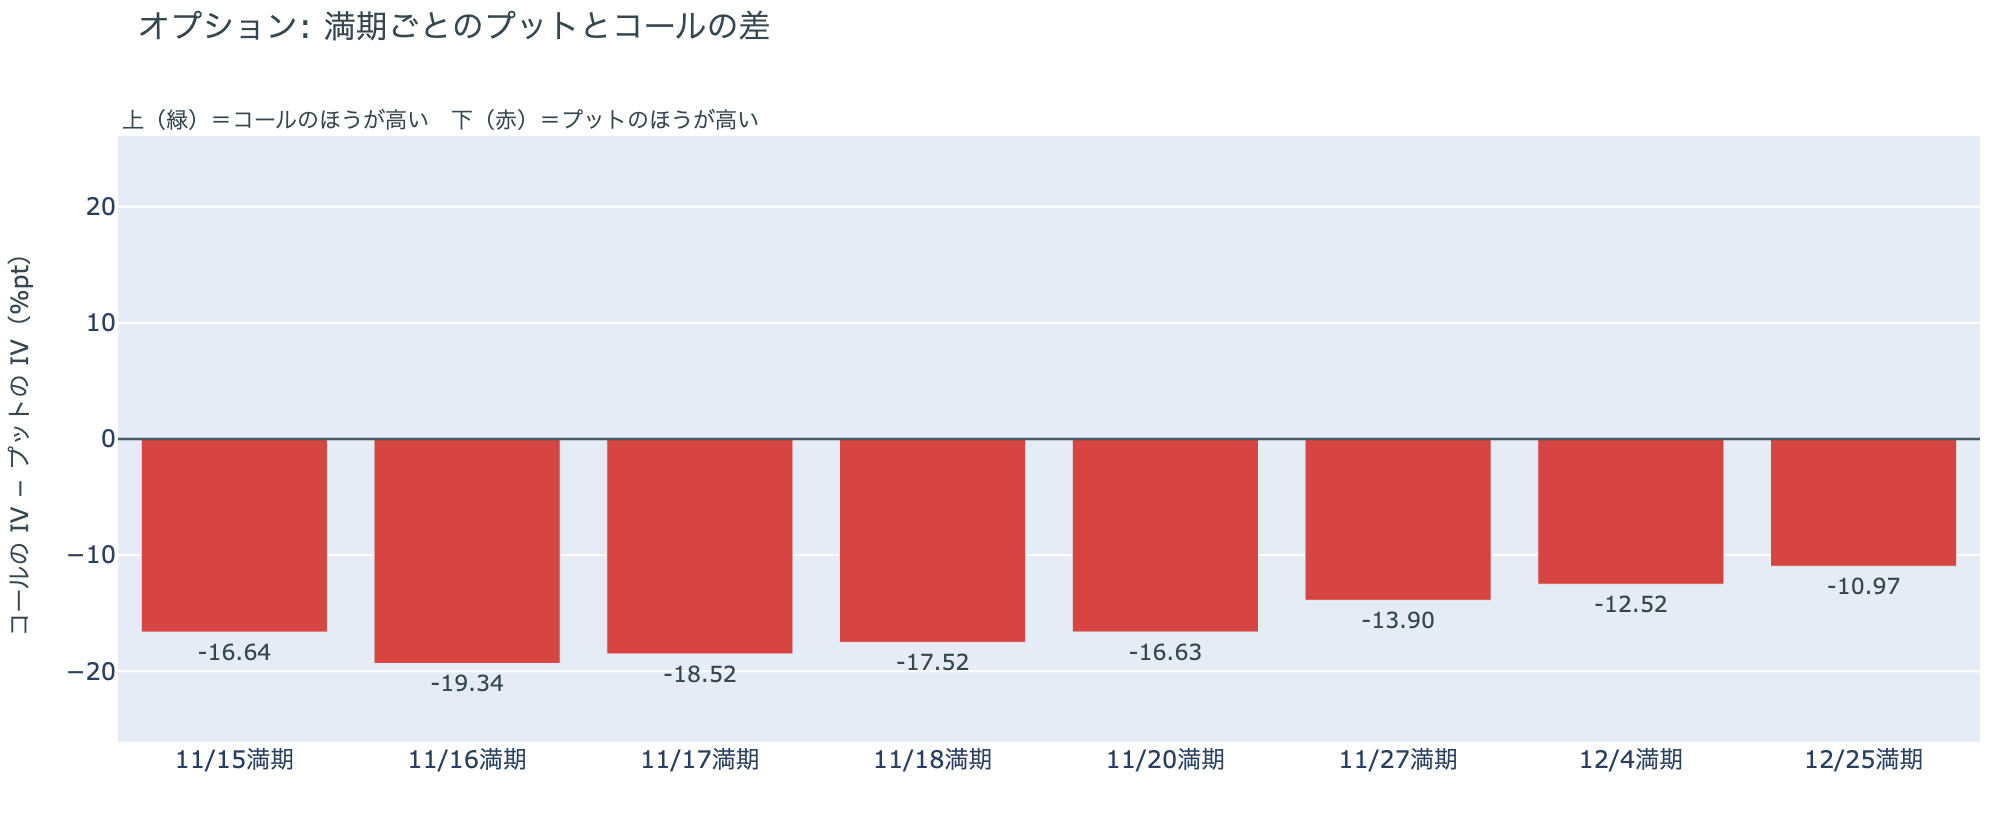 オプション: 満期ごとのプットとコールの差
上（緑）＝コールのほうが高い　下（赤）＝プットのほうが高い
コールの IV − プットの IV（%pt）
20
10
0
−10
−20
-16.64
-19.34
-18.52
-17.52
-16.63
-13.90
-12.52
-10.97
11/15満期
11/16満期
11/17満期
11/18満期
11/20満期
11/27満期
12/4満期
12/25満期